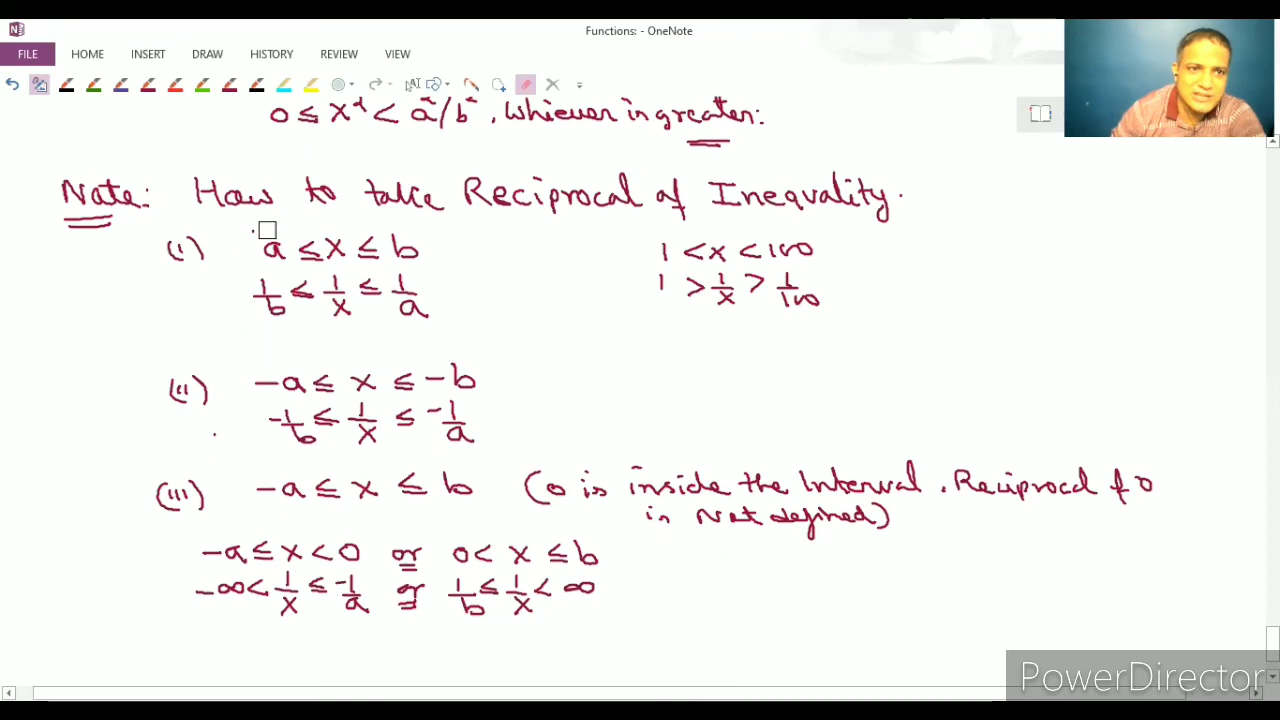 Functions: - OneNote
FILE HOME INSERT DRAW HISTORY REVIEW VIEW
0 ≤ x² < a²/b², Whiever is greater:
Note: How to take Reciprocal of Inequality.
(i) a ≤ x ≤ b 1 < x < 100
1/b ≤ 1/x ≤ 1/a 1 > 1/x > 1/100
(ii) -a ≤ x ≤ -b
-1/b ≤ 1/x ≤ -1/a
(iii) -a ≤ x ≤ b (0 is inside the Interval. Reciprocal of 0
is Not defined)
-a ≤ x < 0 or 0 < x ≤ b
-∞ < 1/x ≤ -1/a or 1/b ≤ 1/x < ∞
PowerDirector